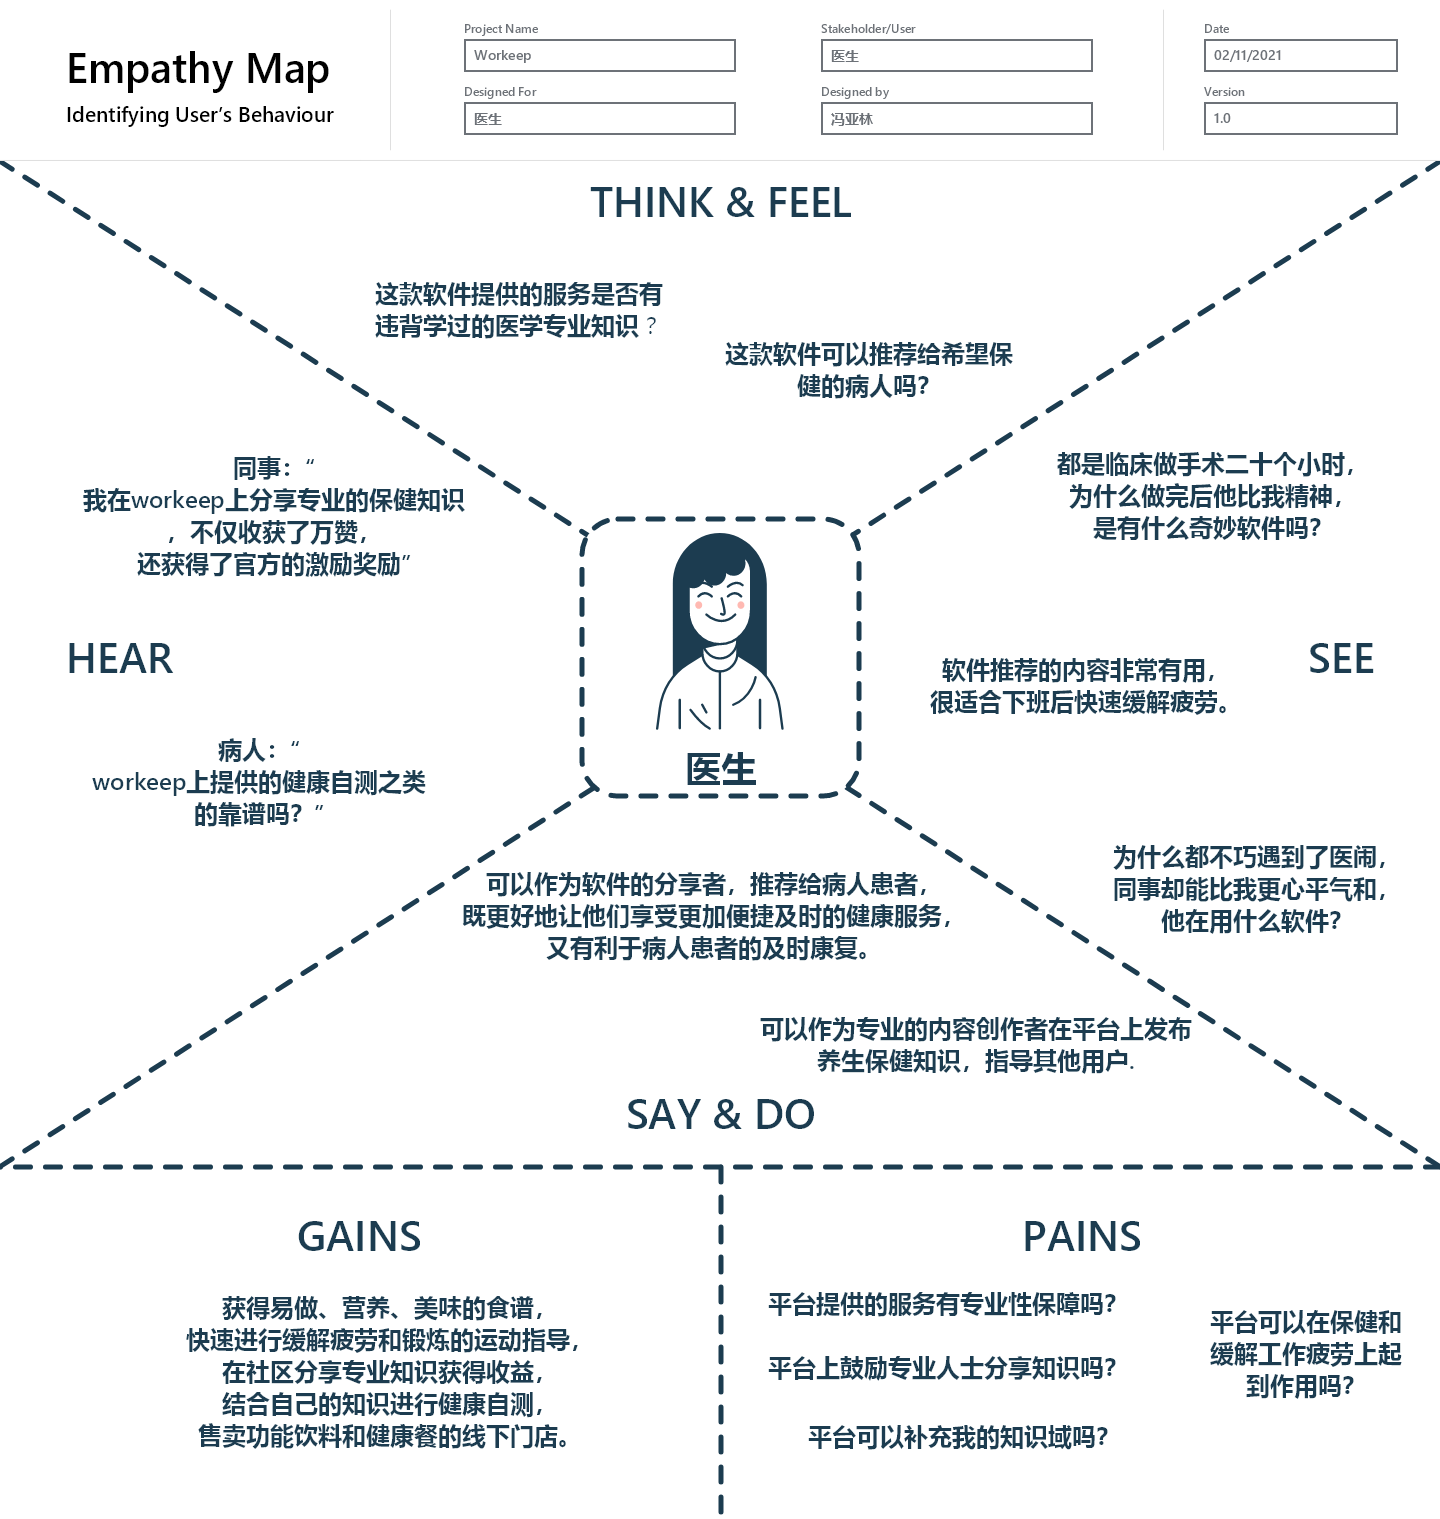 Empathy Map
Identifying User's Behaviour
Project Name
Workeep
Stakeholder/User
医生
Date
02/11/2021
Designed For
医生
Designed by
冯亚林
Version
1.0
THINK & FEEL
这款软件提供的服务是否有
违背学过的医学专业知识？
这款软件可以推荐给希望保
健的病人吗？
同事：“
我在workeep上分享专业的保健知识
，不仅收获了万赞，
还获得了官方的激励奖励”
HEAR
病人：“
workeep上提供的健康自测之类
的靠谱吗？”
医生
都是临床做手术二十个小时，
为什么做完后他比我精神，
是有什么奇妙软件吗？
SEE
软件推荐的内容非常有用，
很适合下班后快速缓解疲劳。
为什么都不巧遇到了医闹，
同事却能比我更心平气和，
他在用什么软件？
可以作为软件的分享者，推荐给病人患者，
既更好地让他们享受更加便捷及时的健康服务，
又有利于病人患者的及时康复。
可以作为专业的内容创作者在平台上发布
养生保健知识，指导其他用户.
SAY & DO
GAINS
获得易做、营养、美味的食谱，
快速进行缓解疲劳和锻炼的运动指导，
在社区分享专业知识获得收益，
结合自己的知识进行健康自测，
售卖功能饮料和健康餐的线下门店。
PAINS
平台提供的服务有专业性保障吗？
平台上鼓励专业人士分享知识吗？
平台可以补充我的知识域吗？
平台可以在保健和
缓解工作疲劳上起
到作用吗？